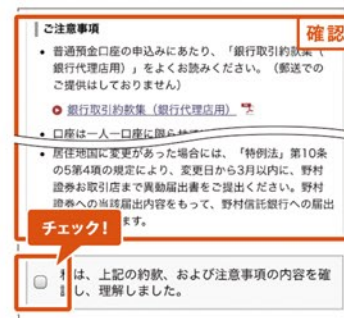 ご注意事項
確認
• 普通預金口座の申込みにあたり、「銀行取引約款集（
銀行代理店用）」をよくお読みください。（郵送での
ご提供はしておりません）
銀行取引約款集（銀行代理店用）
• 口座は一人一口座に限
• 居住地国に変更があった場合には、「特例法」第10条
の5第4項の規定により、変更日から3月以内に、野村
證券お取引店まで異動届出書をご提出ください。野村
證券への当該届出内容をもって、野村信託銀行への届出
ます。
チェック！
は、上記の約款、および注意事項の内容を確
し、理解しました。